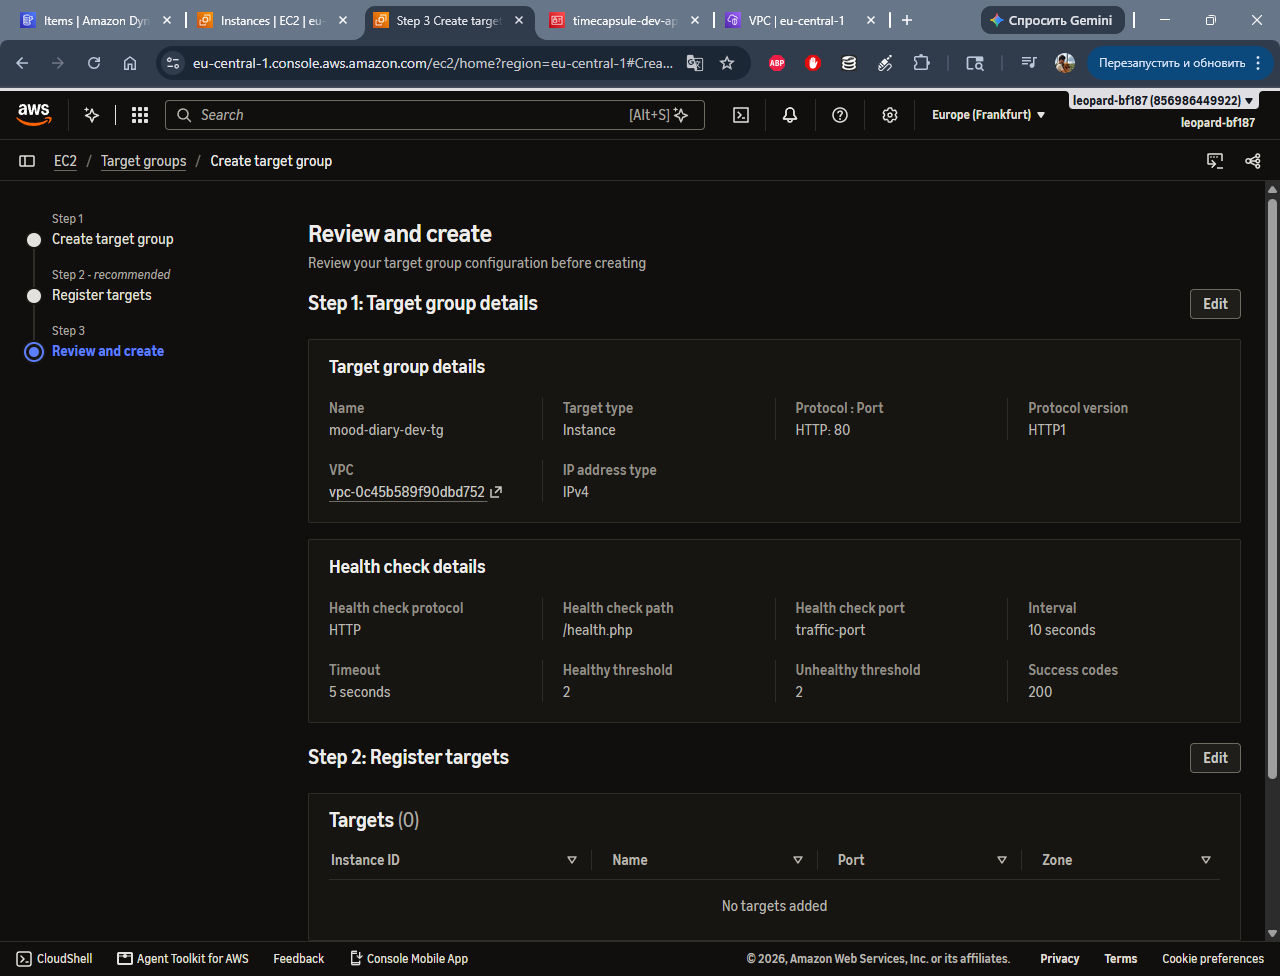 Items | Amazon Dyn
Instances | EC2 | eu-
Step 3 Create targe
timecapsule-dev-ap
VPC | eu-central-1
Спросить Gemini
eu-central-1.console.aws.amazon.com/ec2/home?region=eu-central-1#Crea...
ABP
Перезапустить и обновить
aws
Search
[Alt+S]
Europe (Frankfurt)
leopard-bf187 (856986449922)
leopard-bf187
EC2 / Target groups / Create target group
Step 1
Create target group
Step 2 - recommended
Register targets
Step 3
Review and create
Review and create
Review your target group configuration before creating
Step 1: Target group details
Edit
Target group details
Name
Target type
Protocol : Port
Protocol version
mood-diary-dev-tg
Instance
HTTP: 80
HTTP1
VPC
IP address type
vpc-0c45b589f90dbd752
IPv4
Health check details
Health check protocol
Health check path
Health check port
Interval
HTTP
/health.php
traffic-port
10 seconds
Timeout
Healthy threshold
Unhealthy threshold
Success codes
5 seconds
2
2
200
Step 2: Register targets
Edit
Targets (0)
Instance ID
Name
Port
Zone
No targets added
CloudShell
Agent Toolkit for AWS
Feedback
Console Mobile App
© 2026, Amazon Web Services, Inc. or its affiliates.
Privacy
Terms
Cookie preferences